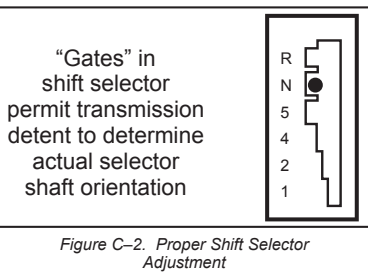 “Gates” in
shift selector
permit transmission
detent to determine
actual selector
shaft orientation
R
N
5
4
2
1
Figure C–2. Proper Shift Selector
Adjustment